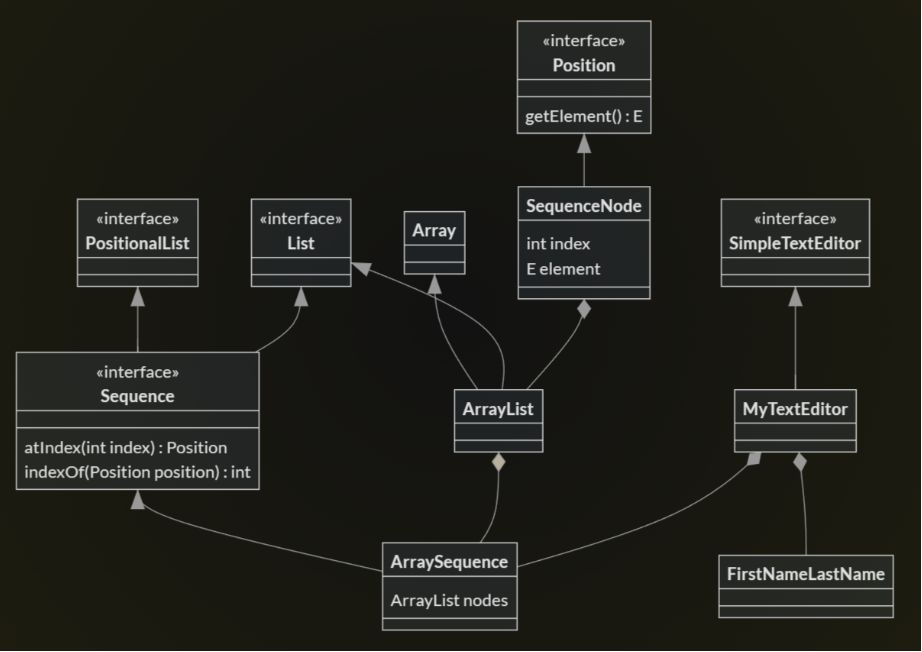 «interface»
Position
getElement() : E
«interface»
PositionalList
«interface»
List
Array
SequenceNode
int index
E element
«interface»
SimpleTextEditor
«interface»
Sequence
atIndex(int index) : Position
indexOf(Position position) : int
ArrayList
MyTextEditor
ArraySequence
ArrayList nodes
FirstNameLastName